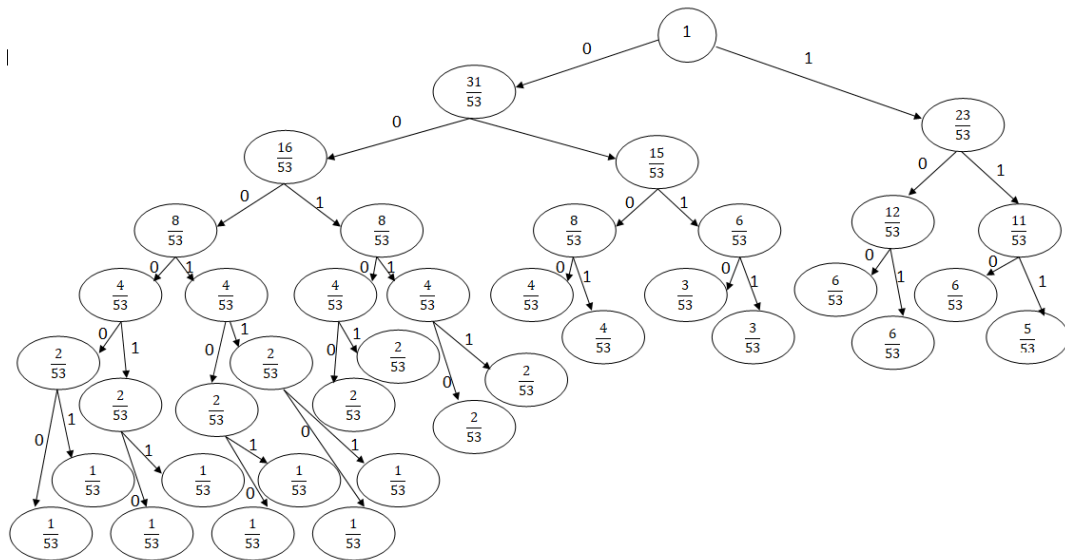 1
0 1
31/53
0 23/53
16/53 15/53 0 1
0 1 0 1
8/53 8/53 8/53 6/53 12/53 11/53
0 1 0 1 0 1 0 1 0 1 0 1
4/53 4/53 4/53 4/53 4/53 3/53 6/53 6/53
0 1 0 1 0 1 0 1
4/53 3/53 6/53 5/53
2/53 2/53 2/53 2/53
2/53 2/53 2/53 2/53
0 1 0 1 0 1 0 1
1/53 1/53 1/53 1/53
1/53 1/53 1/53 1/53